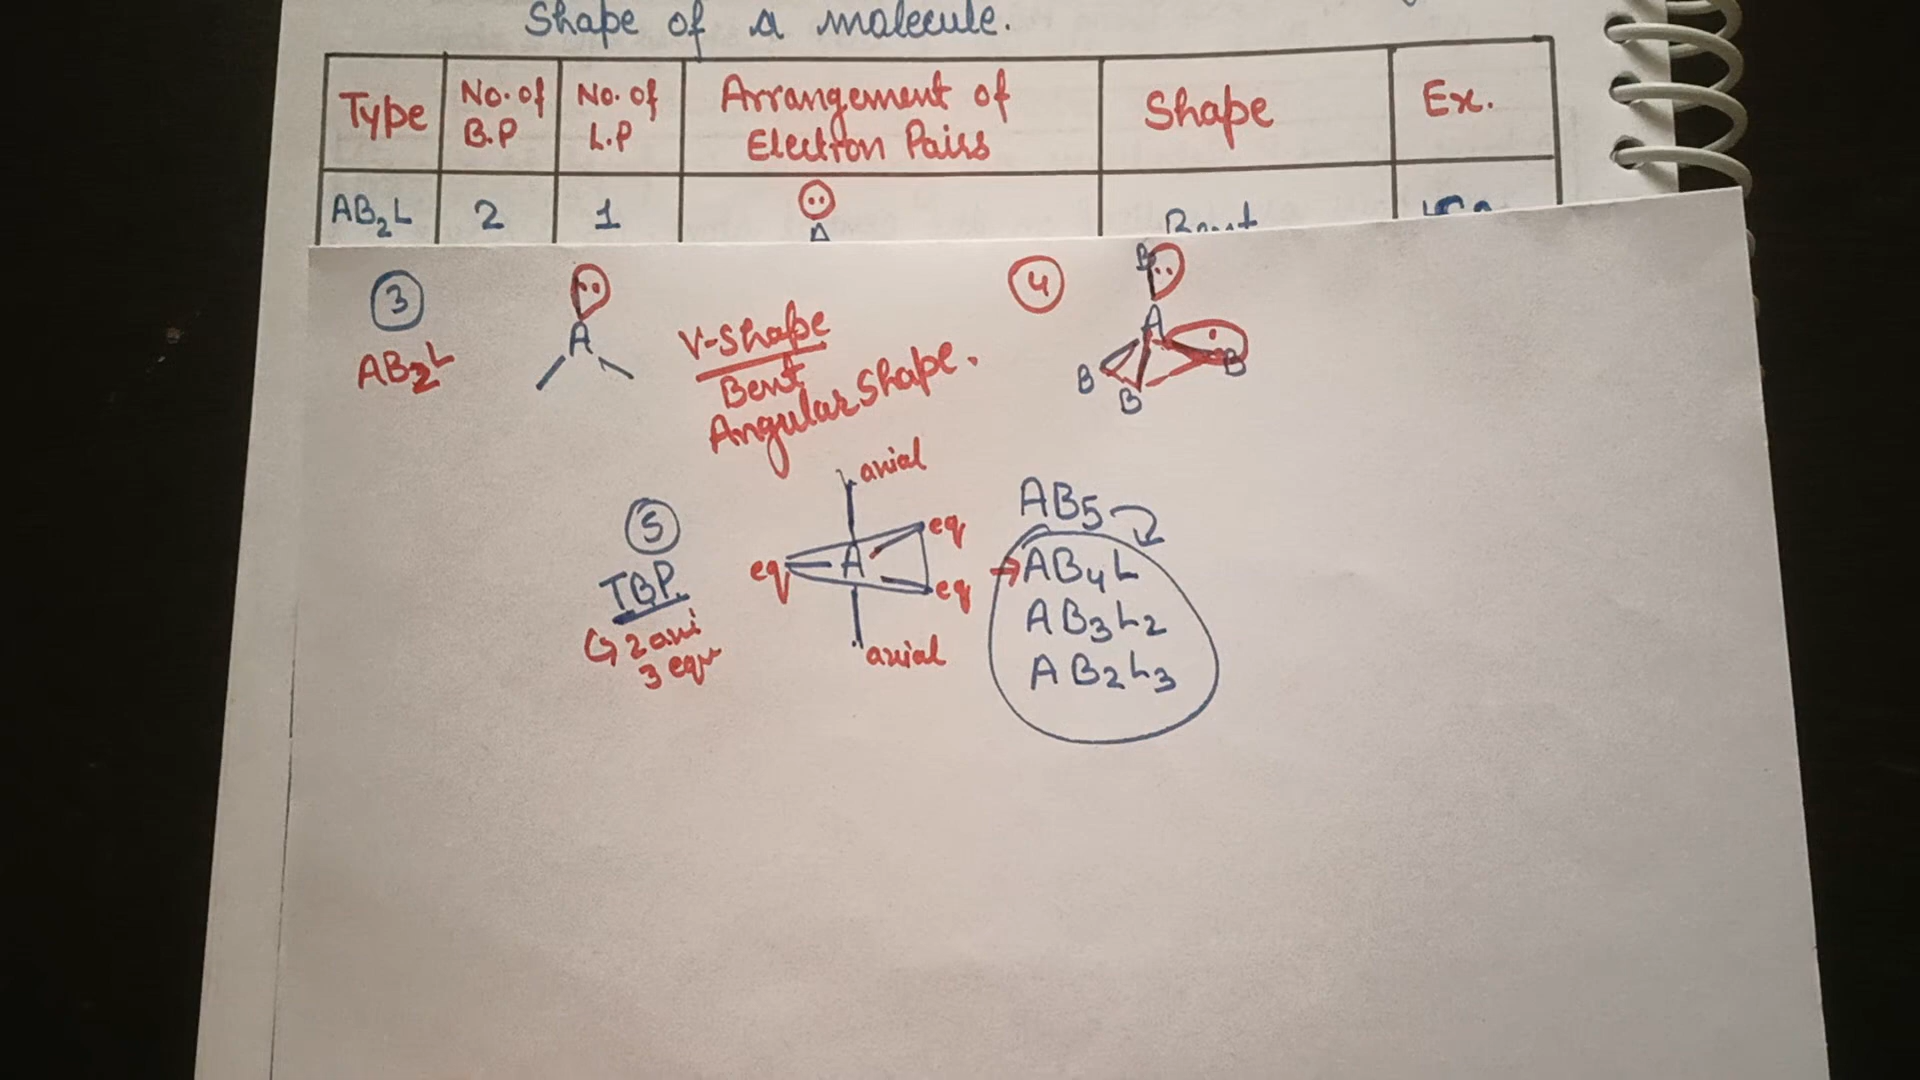 Shape of a molecule.
Type No. of B.P No. of L.P Arrangement of Electron Pairs Shape Ex.
AB2L 2 1 A Bent
3
AB2L
A
V-Shape
Bent
Angular Shape.
4
B
A
B B B
5
TBP
2 axi
3 equ
axial
eq A eq
eq
axial
AB5
AB4L
AB3L2
AB2L3